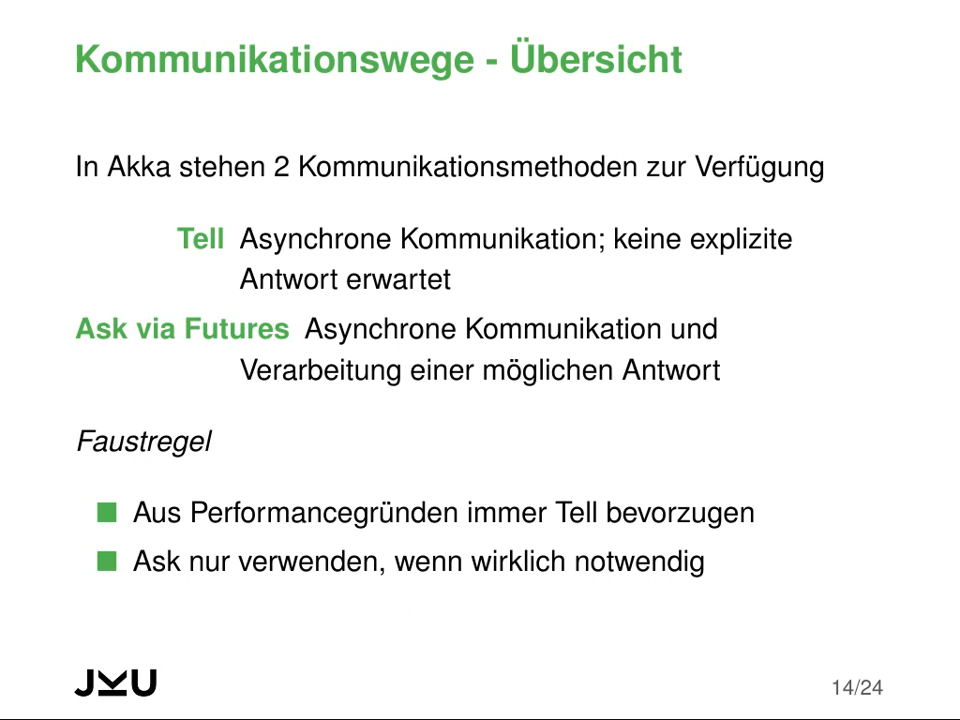 Kommunikationswege - Übersicht
In Akka stehen 2 Kommunikationsmethoden zur Verfügung
Tell Asynchrone Kommunikation; keine explizite
Antwort erwartet
Ask via Futures Asynchrone Kommunikation und
Verarbeitung einer möglichen Antwort
Faustregel
Aus Performancegründen immer Tell bevorzugen
Ask nur verwenden, wenn wirklich notwendig
JKU
14/24